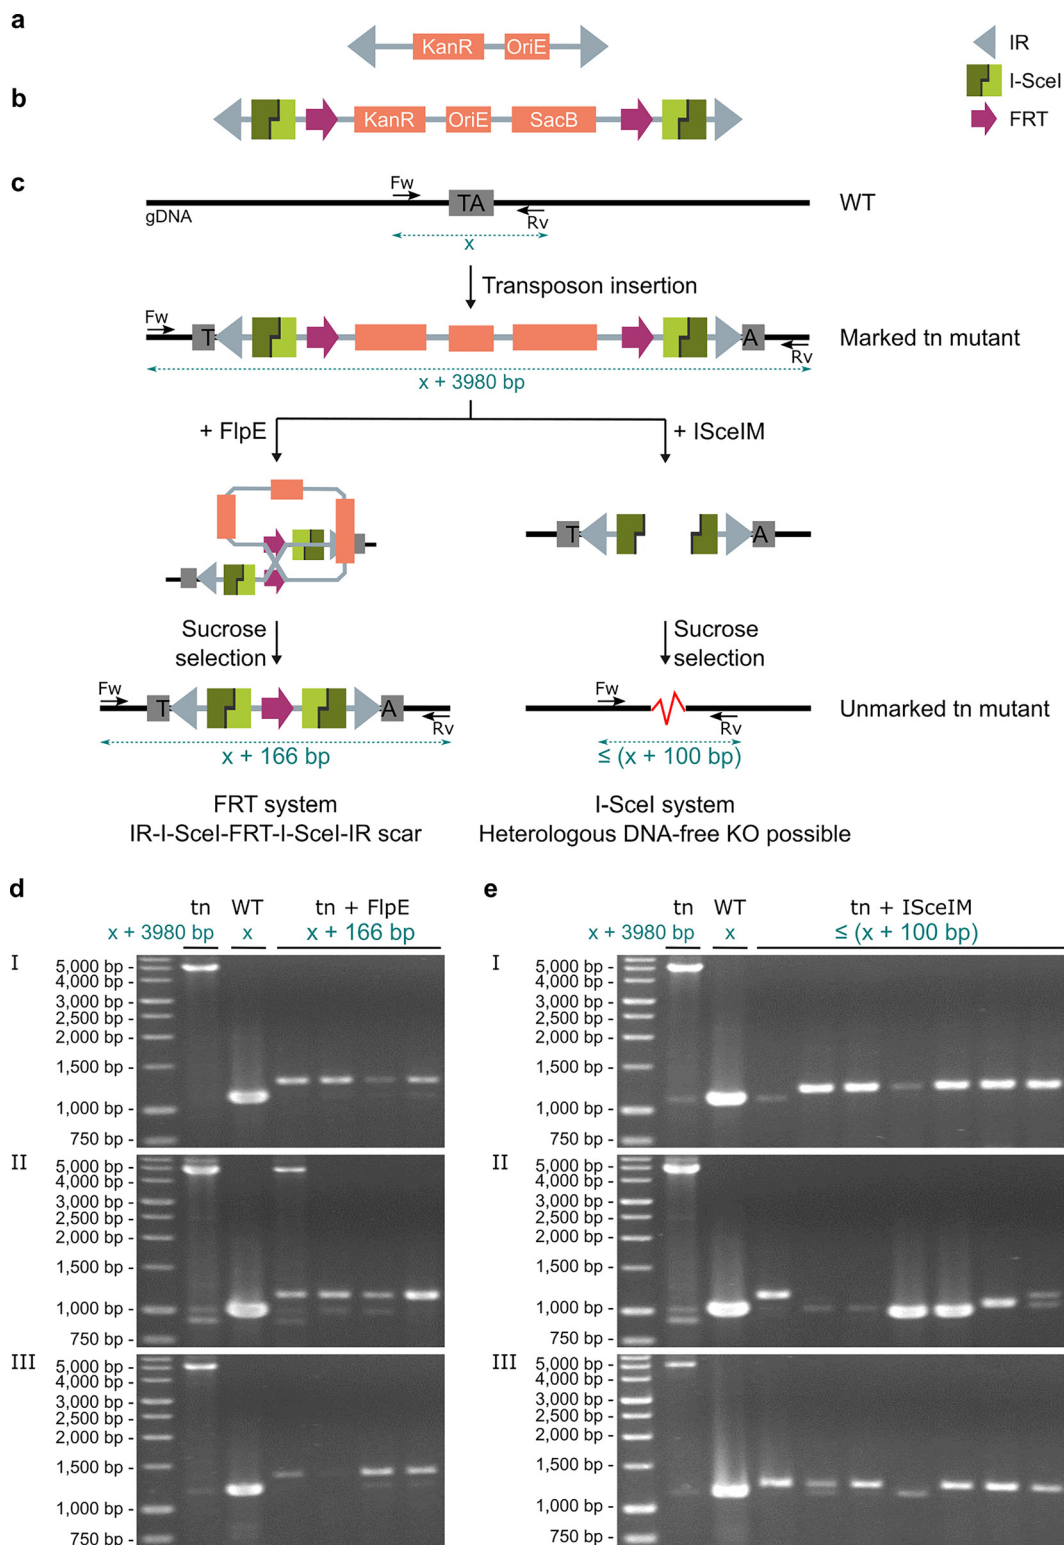 a
KanR OriE
IR
I-SceI
FRT
b
KanR OriE SacB
c
Fw
TA
WT
gDNA
Rv
x
Transposon insertion
Fw
T
A
Marked tn mutant
Rv
x + 3980 bp
+ FlpE
+ ISceIM
T
A
Sucrose
selection
Sucrose
selection
Fw
T
A
Rv
Fw
Rv
Unmarked tn mutant
x + 166 bp
≤ (x + 100 bp)
FRT system
IR-I-SceI-FRT-I-SceI-IR scar
I-SceI system
Heterologous DNA-free KO possible
d
tn WT tn + FlpE
x + 3980 bp x x + 166 bp
I
5,000 bp -
4,000 bp -
3,000 bp -
2,500 bp -
2,000 bp -
1,500 bp -
1,000 bp -
750 bp -
II
5,000 bp -
4,000 bp -
3,000 bp -
2,500 bp -
2,000 bp -
1,500 bp -
1,000 bp -
750 bp -
III
5,000 bp -
4,000 bp -
3,000 bp -
2,500 bp -
2,000 bp -
1,500 bp -
1,000 bp -
750 bp -
e
tn WT tn + ISceIM
x + 3980 bp x ≤ (x + 100 bp)
I
5,000 bp -
4,000 bp -
3,000 bp -
2,500 bp -
2,000 bp -
1,500 bp -
1,000 bp -
750 bp -
II
5,000 bp -
4,000 bp -
3,000 bp -
2,500 bp -
2,000 bp -
1,500 bp -
1,000 bp -
750 bp -
III
5,000 bp -
4,000 bp -
3,000 bp -
2,500 bp -
2,000 bp -
1,500 bp -
1,000 bp -
750 bp -